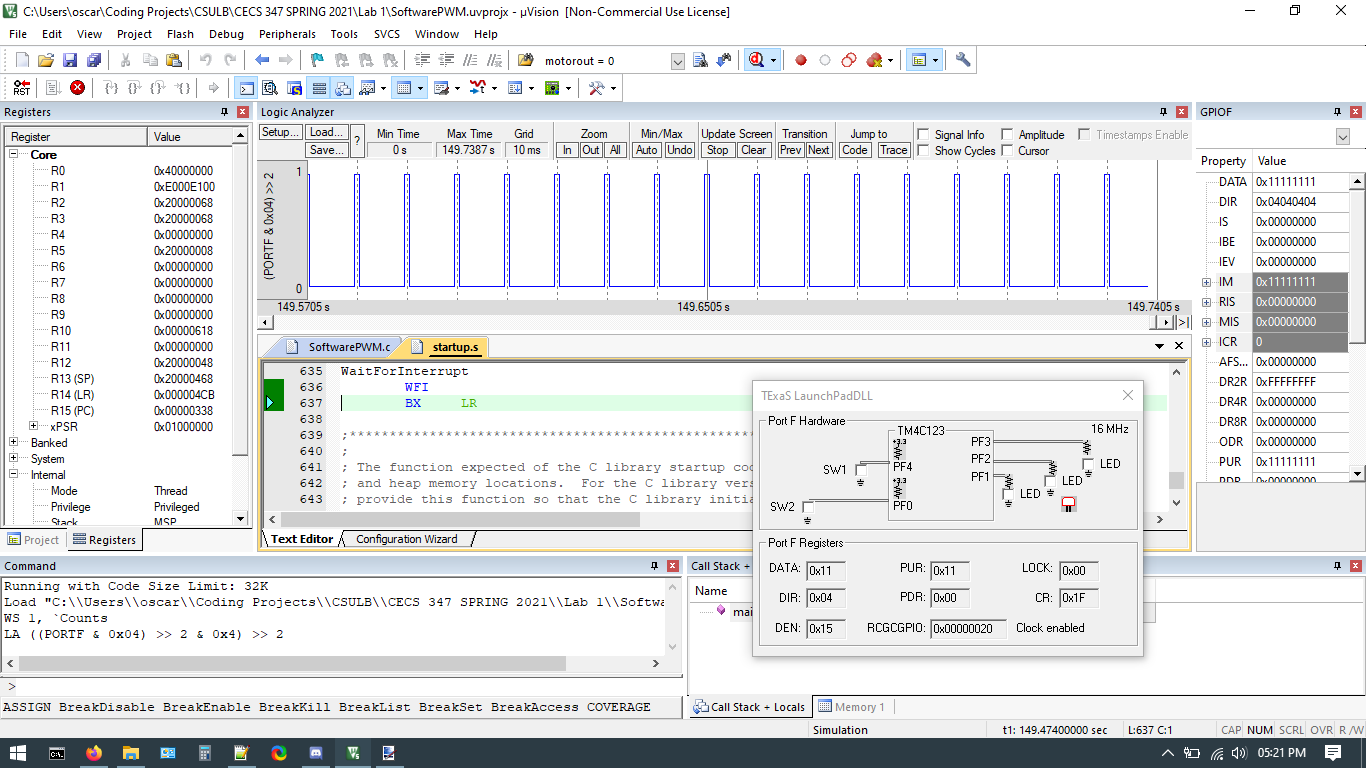 C:\Users\oscar\Coding Projects\CSULB\CECS 347 SPRING 2021\Lab 1\SoftwarePWM.uvprojx - µVision [Non-Commercial Use License]
File Edit View Project Flash Debug Peripherals Tools SVCS Window Help
motorout = 0
RST
Registers
Register Value
Core
R0 0x40000000
R1 0xE000E100
R2 0x20000068
R3 0x20000068
R4 0x00000000
R5 0x20000008
R6 0x00000000
R7 0x00000000
R8 0x00000000
R9 0x00000000
R10 0x00000618
R11 0x00000000
R12 0x20000048
R13 (SP) 0x20000468
R14 (LR) 0x000004CB
R15 (PC) 0x00000338
xPSR 0x01000000
Banked
System
Internal
Mode Thread
Privilege Privileged
Stack MSP
Project Registers
Logic Analyzer
Setup... Load... Save... ?
Min Time Max Time Grid Zoom Min/Max Update Screen Transition Jump to
0 s 149.7387 s 10 ms In Out All Auto Undo Stop Clear Prev Next Code Trace
Signal Info Amplitude Timestamps Enable
Show Cycles Cursor
(PORTF & 0x04) >> 2
1
0
149.5705 s 149.6505 s 149.7405 s
SoftwarePWM.c startup.s
635 WaitForInterrupt
636 WFI
637 BX LR
638
639 ;****************************************************
640 ;
641 ; The function expected of the C library startup cod
642 ; and heap memory locations. For the C library vers
643 ; provide this function so that the C library initia
Text Editor Configuration Wizard
GPIOF
Property Value
DATA 0x11111111
DIR 0x04040404
IS 0x00000000
IBE 0x00000000
IEV 0x00000000
IM 0x11111111
RIS 0x00000000
MIS 0x00000000
ICR 0
AFS... 0x00000000
DR2R 0xFFFFFFFF
DR4R 0x00000000
DR8R 0x00000000
ODR 0x00000000
PUR 0x11111111
PDR 0x00000000
TExaS LaunchPadDLL
Port F Hardware
TM4C123
16 MHz
+3.3
PF3
PF2
PF1
PF4
+3.3
PF0
SW1
SW2
LED
LED
LED
Port F Registers
DATA: 0x11 PUR: 0x11 LOCK: 0x00
DIR: 0x04 PDR: 0x00 CR: 0x1F
DEN: 0x15 RCGCGPIO: 0x00000020 Clock enabled
Command
Running with Code Size Limit: 32K
Load "C:\\Users\\oscar\\Coding Projects\\CSULB\\CECS 347 SPRING 2021\\Lab 1\\Softwa
WS 1, `Counts
LA ((PORTF & 0x04) >> 2 & 0x4) >> 2
>
ASSIGN BreakDisable BreakEnable BreakKill BreakList BreakSet BreakAccess COVERAGE
Call Stack +
Name
mai
Call Stack + Locals Memory 1
Simulation t1: 149.47400000 sec L:637 C:1 CAP NUM SCRL OVR R /W
05:21 PM